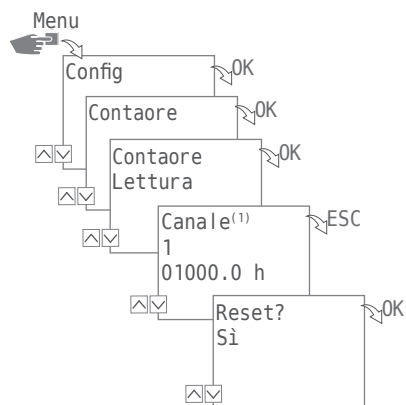 Menu
Config
OK
Contaore
OK
Contaore
Lettura
OK
Canale(1)
1
01000.0 h
ESC
Reset?
Sì
OK